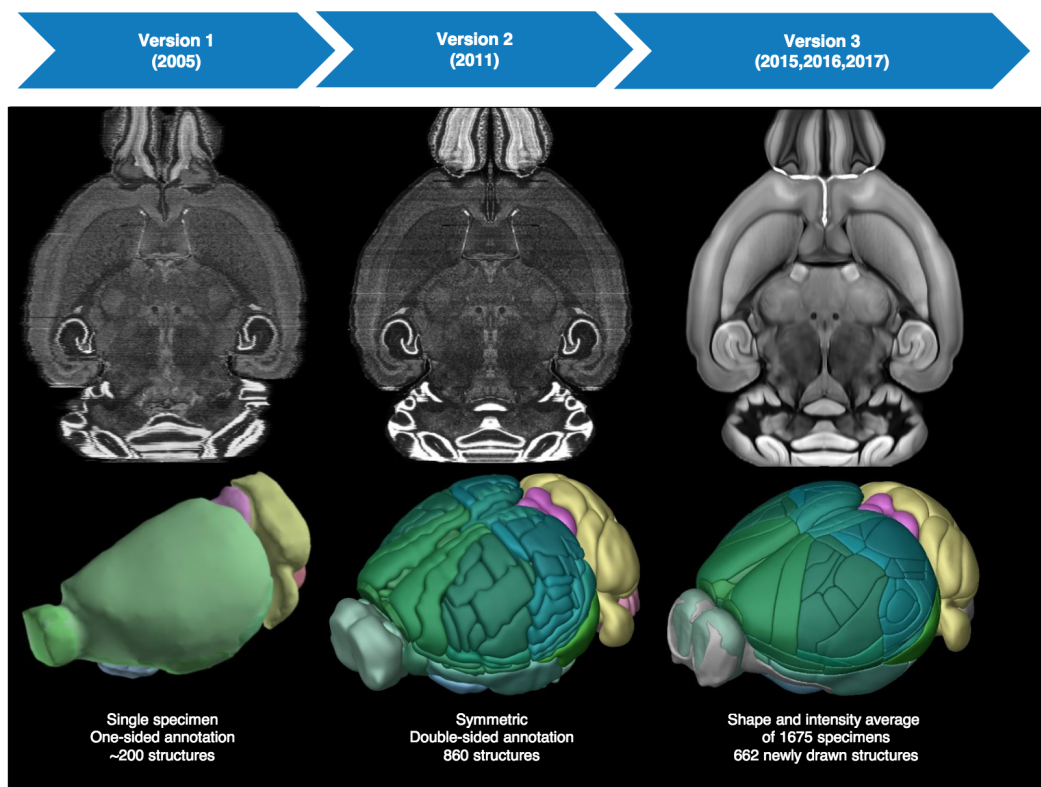 Version 1
(2005)
Version 2
(2011)
Version 3
(2015,2016,2017)
Single specimen
One-sided annotation
~200 structures
Symmetric
Double-sided annotation
860 structures
Shape and intensity average
of 1675 specimens
662 newly drawn structures